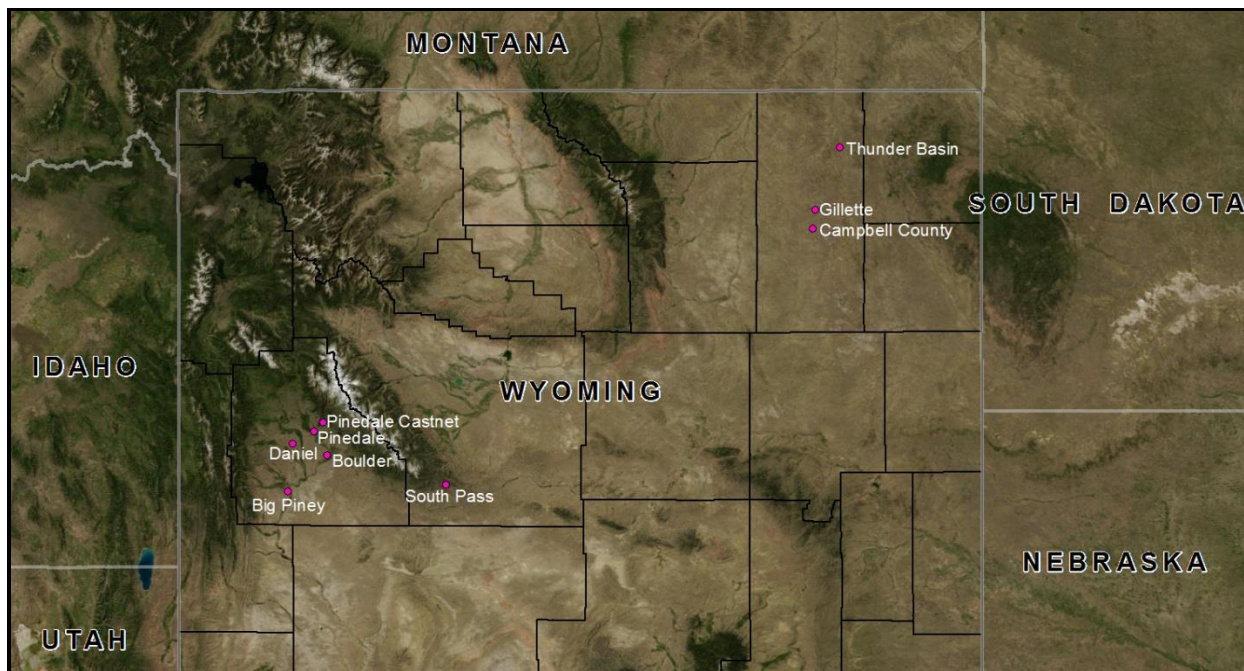 MONTANA
Thunder Basin
SOUTH DAKOTA
Gillette
Campbell County
IDAHO
WYOMING
Pinedale Castnet
Pinedale
Daniel
Boulder
South Pass
Big Piney
NEBRASKA
UTAH